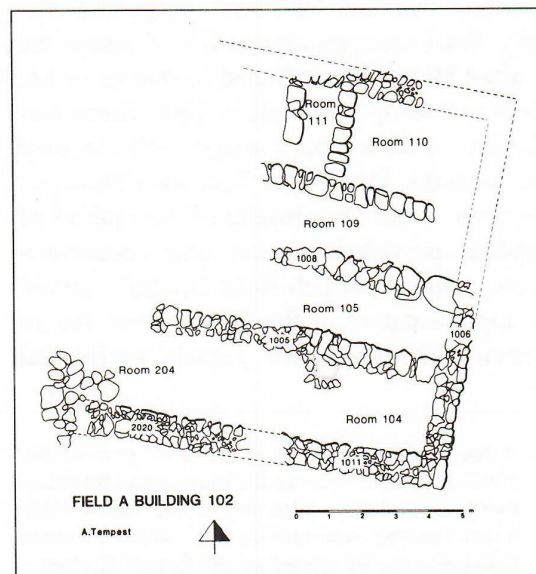 Room
111
Room 110
Room 109
1008
Room 105
1006
1005
Room 204
Room 104
2020
1011
FIELD A BUILDING 102
A.Tempest
0 1 2 3 4 5
m